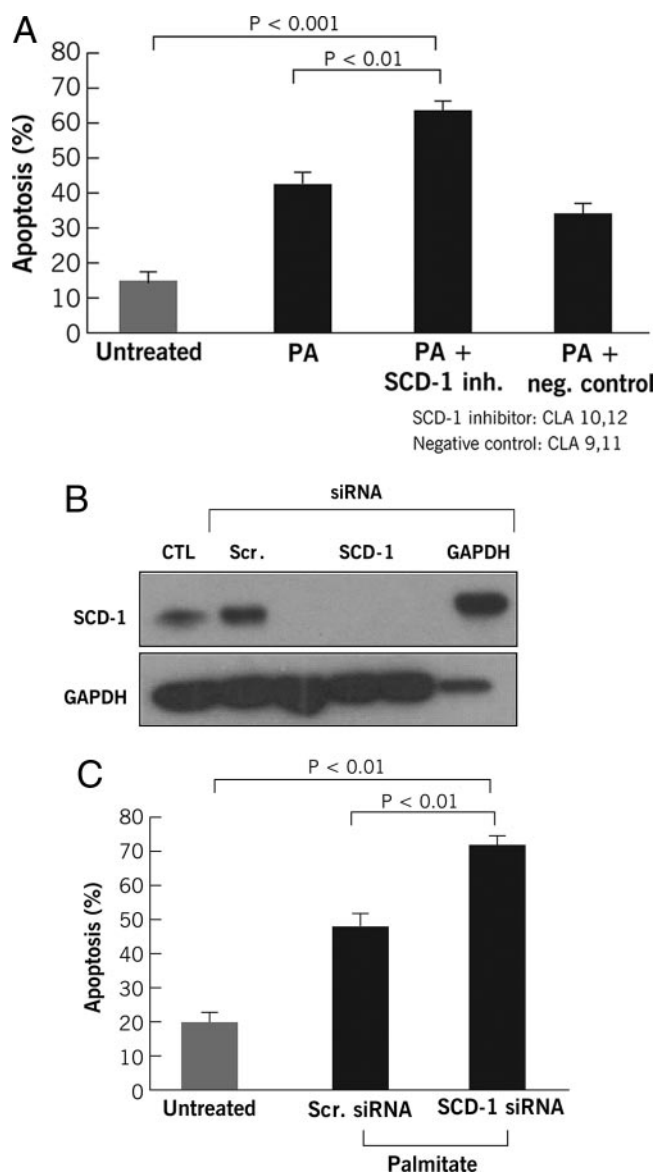 A
P < 0.001
P < 0.01
80
70
60
50
40
30
20
10
0
Apoptosis (%)
Untreated
PA
PA +
SCD-1 inh.
PA +
neg. control
SCD-1 inhibitor: CLA 10,12
Negative control: CLA 9,11
B
siRNA
CTL Scr. SCD-1 GAPDH
SCD-1
GAPDH
C
P < 0.01
P < 0.01
80
70
60
50
40
30
20
10
0
Apoptosis (%)
Untreated
Scr. siRNA
SCD-1 siRNA
Palmitate